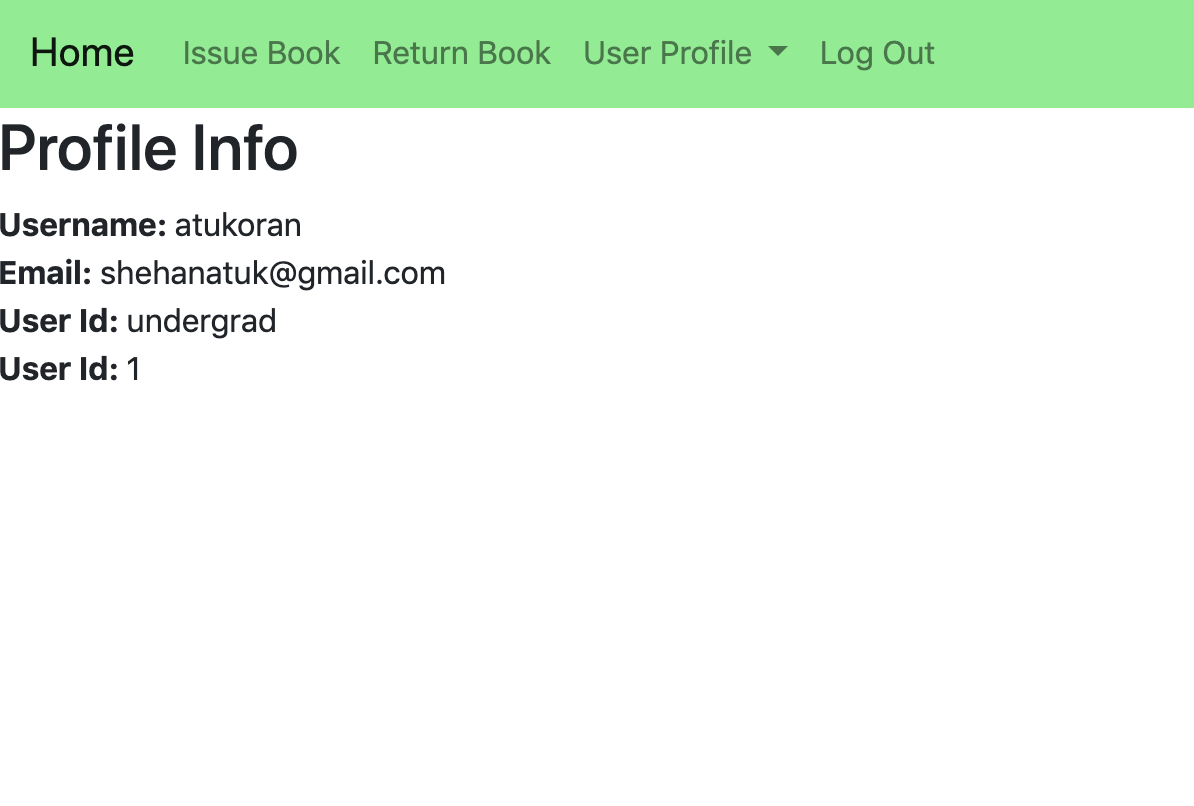 Home Issue Book Return Book User Profile Log Out
Profile Info
Username: atukoran
Email: shehanatuk@gmail.com
User Id: undergrad
User Id: 1